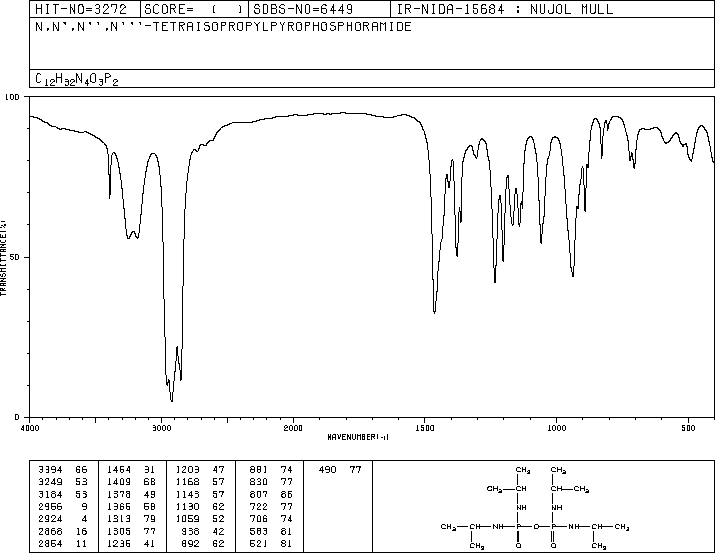 HIT-NO=3272 SCORE= ( ) SDBS-NO=6449 IR-NIDA-15684 : NUJOL MULL
N,N',N'',N'''-TETRAISOPROPYLPYROPHOSPHORAMIDE
C12H32N4O3P2
100
50
0
TRANSMITTANCE(%)
4000 3000 2000 1500 1000 500
WAVENUMBER(-1)
3394 66 1464 31 1203 47 881 74 490 77
3249 53 1409 68 1168 57 830 77
3184 53 1378 49 1143 57 807 86
2966 9 1366 58 1130 62 722 77
2924 4 1313 79 1059 52 706 74
2868 16 1305 77 938 42 583 81
2854 11 1236 41 892 62 521 81
CH3 CH3
CH3-CH CH-CH3
NH NH
CH3-CH-NH-P-O-P-NH-CH-CH3
CH3 O O CH3